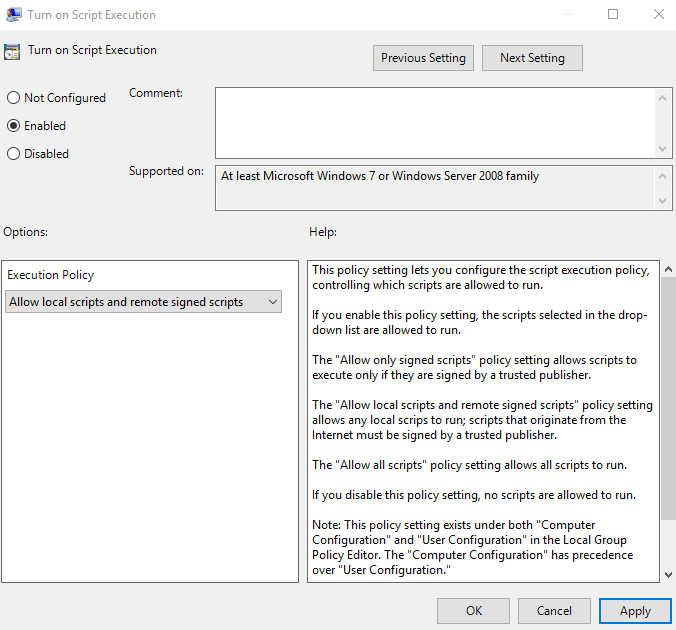 Turn on Script Execution
Turn on Script Execution
Previous Setting
Next Setting
Not Configured
Enabled
Disabled
Comment:
Supported on:
At least Microsoft Windows 7 or Windows Server 2008 family
Options:
Help:
Execution Policy
Allow local scripts and remote signed scripts
This policy setting lets you configure the script execution policy,
controlling which scripts are allowed to run.
If you enable this policy setting, the scripts selected in the drop-
down list are allowed to run.
The "Allow only signed scripts" policy setting allows scripts to
execute only if they are signed by a trusted publisher.
The "Allow local scripts and remote signed scripts" policy setting
allows any local scrips to run; scripts that originate from the
Internet must be signed by a trusted publisher.
The "Allow all scripts" policy setting allows all scripts to run.
If you disable this policy setting, no scripts are allowed to run.
Note: This policy setting exists under both "Computer
Configuration" and "User Configuration" in the Local Group
Policy Editor. The "Computer Configuration" has precedence
over "User Configuration."
OK
Cancel
Apply